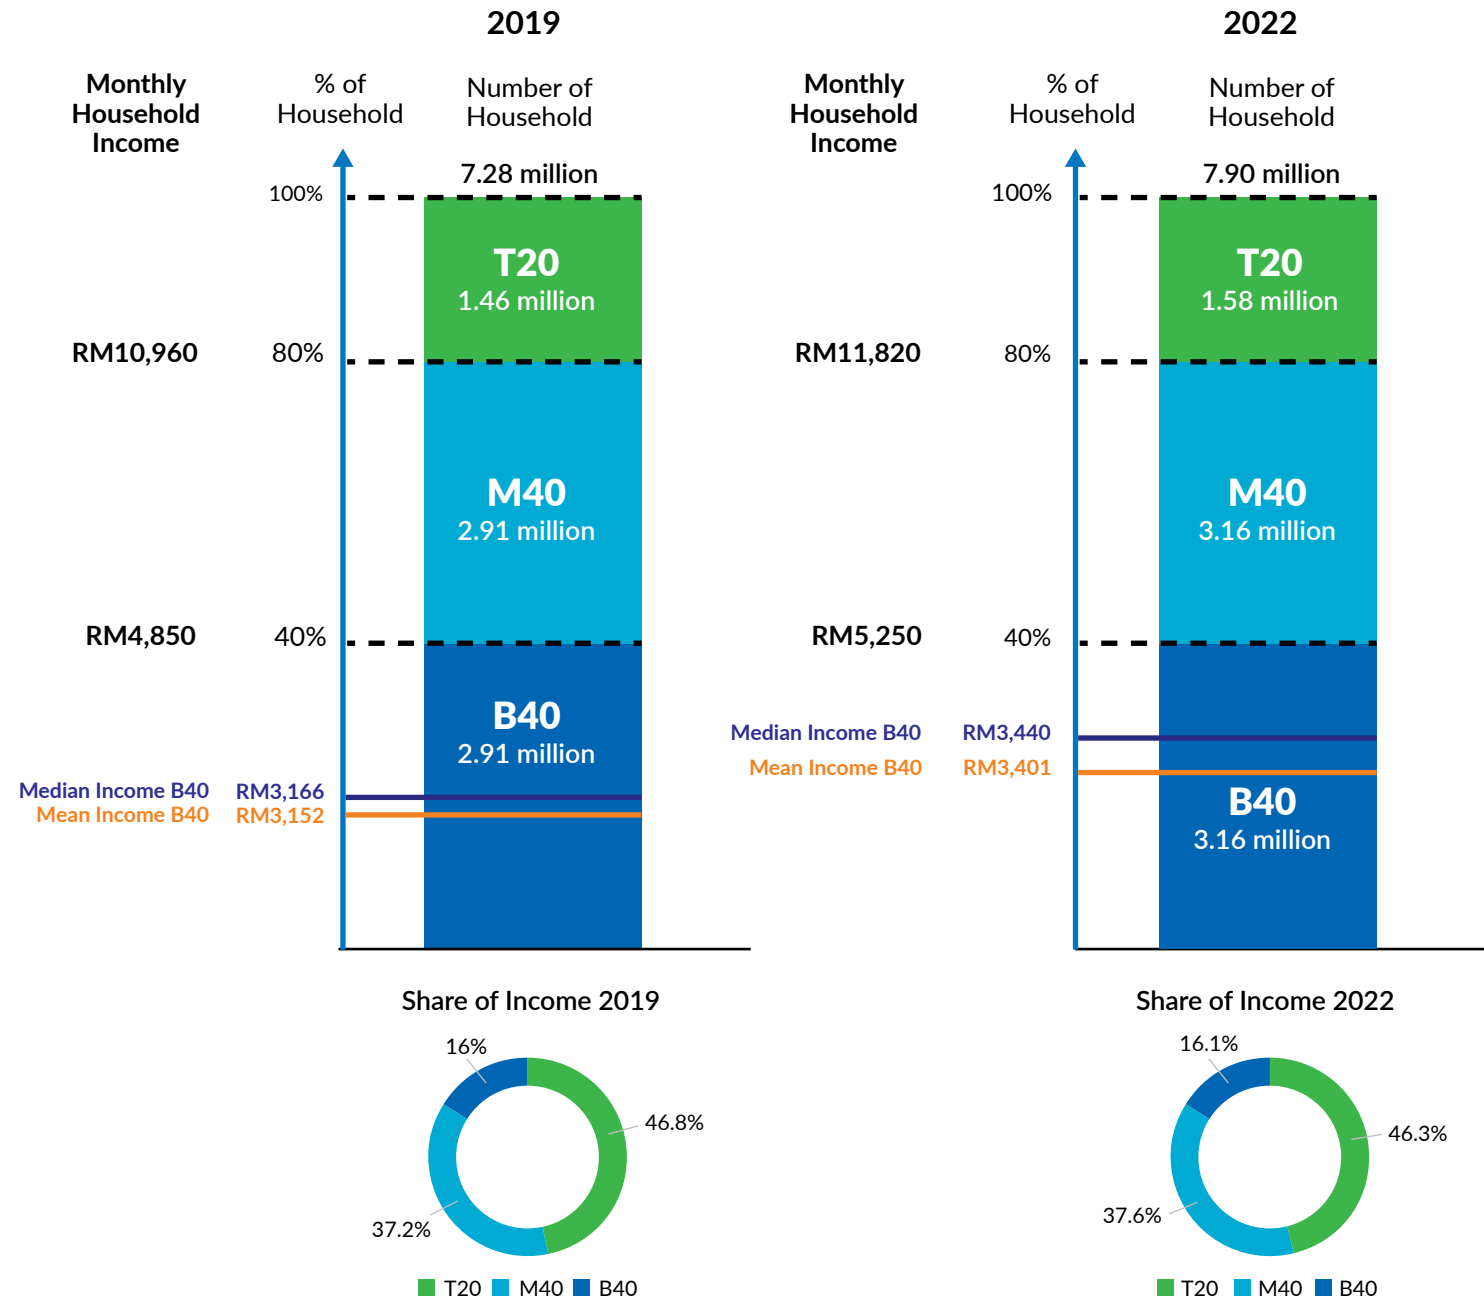 2019
Monthly
Household
Income
% of
Household
Number of
Household
7.28 million
100%
T20
1.46 million
RM10,960
80%
M40
2.91 million
RM4,850
40%
B40
2.91 million
Median Income B40
RM3,166
Mean Income B40
RM3,152
Share of Income 2019
16%
46.8%
37.2%
T20
M40
B40
2022
Monthly
Household
Income
% of
Household
Number of
Household
7.90 million
100%
T20
1.58 million
RM11,820
80%
M40
3.16 million
RM5,250
40%
Median Income B40
RM3,440
Mean Income B40
RM3,401
B40
3.16 million
Share of Income 2022
16.1%
46.3%
37.6%
T20
M40
B40